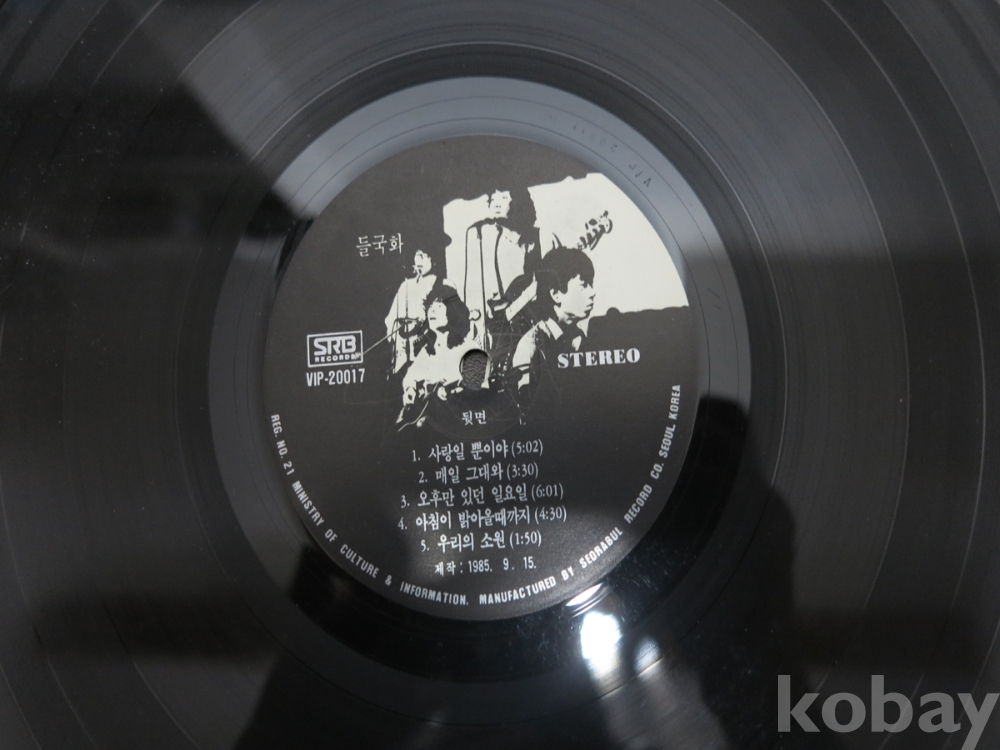 들국화
SRB
RECORDS
VIP-20017
STEREO
뒷면
1. 사랑일 뿐이야 (5:02)
2. 매일 그대와 (3:30)
3. 오후만 있던 일요일 (6:01)
4. 아침이 밝아올때까지 (4:30)
5. 우리의 소원 (1:50)
제작 : 1985. 9. 15.
REG. NO. 21 MINISTRY OF CULTURE & INFORMATION. MANUFACTURED BY SEORABUL RECORD CO. SEOUL KOREA
kobay